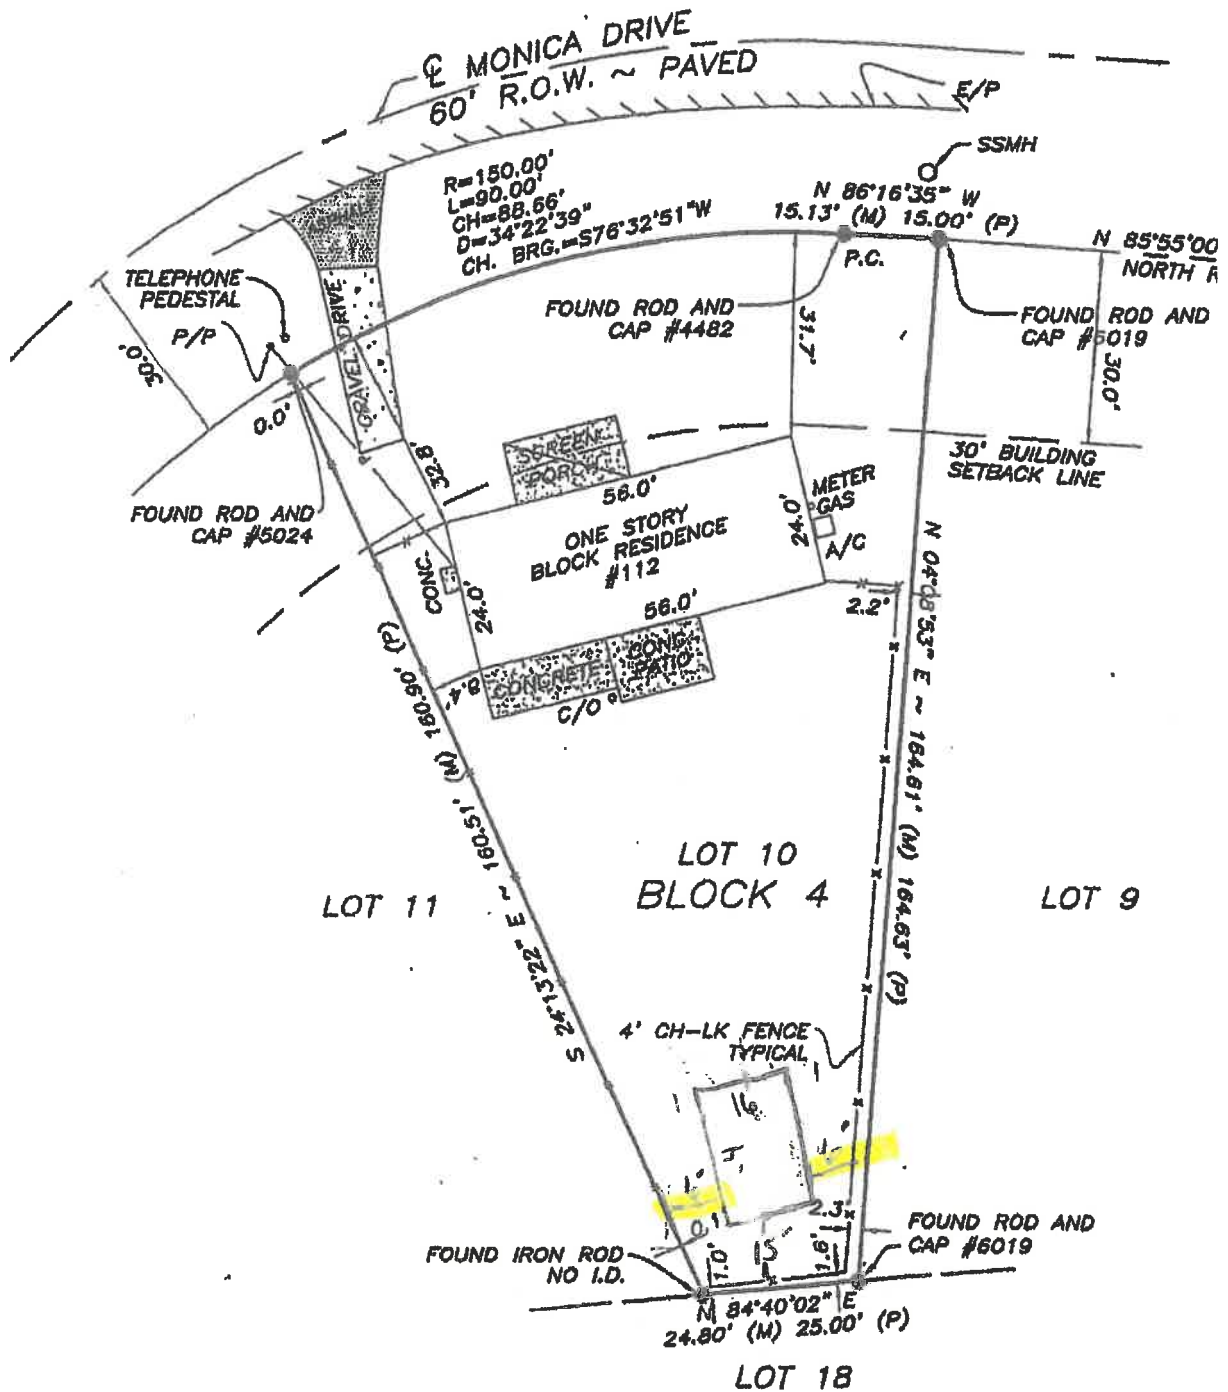 ℄ MONICA DRIVE
60' R.O.W. ~ PAVED
E/P
SSMH
R=150.00'
L=90.00'
CH=88.66'
D=34°22'39"
CH. BRG.=S76°32'51"W
N 86°16'35" W
15.13' (M) 15.00' (P)
P.C.
N 85°55'00
NORTH R
ASPHALT
TELEPHONE
PEDESTAL
P/P
GRAVEL DRIVE
30.0'
0.0'
FOUND ROD AND
CAP #4482
31.7'
FOUND ROD AND
CAP #6019
30.0'
32.8'
SCREEN
PORCH
30' BUILDING
SETBACK LINE
FOUND ROD AND
CAP #5024
56.0'
ONE STORY
BLOCK RESIDENCE
#112
METER
GAS
24.0'
A/C
CONC.
24.0'
56.0'
2.2'
N 04°08'53" E ~ 164.61' (M) 164.63' (P)
8.4'
CONCRETE
CONC.
PATIO
C/O
S 24°13'22" E ~ 160.51' (M) 160.90' (P)
LOT 10
BLOCK 4
LOT 11
LOT 9
4' CH-LK FENCE
TYPICAL
16
2.3
15
1.0'
1.6'
FOUND ROD AND
CAP #6019
FOUND IRON ROD
NO I.D.
N 84°40'02" E
24.80' (M) 25.00' (P)
LOT 18